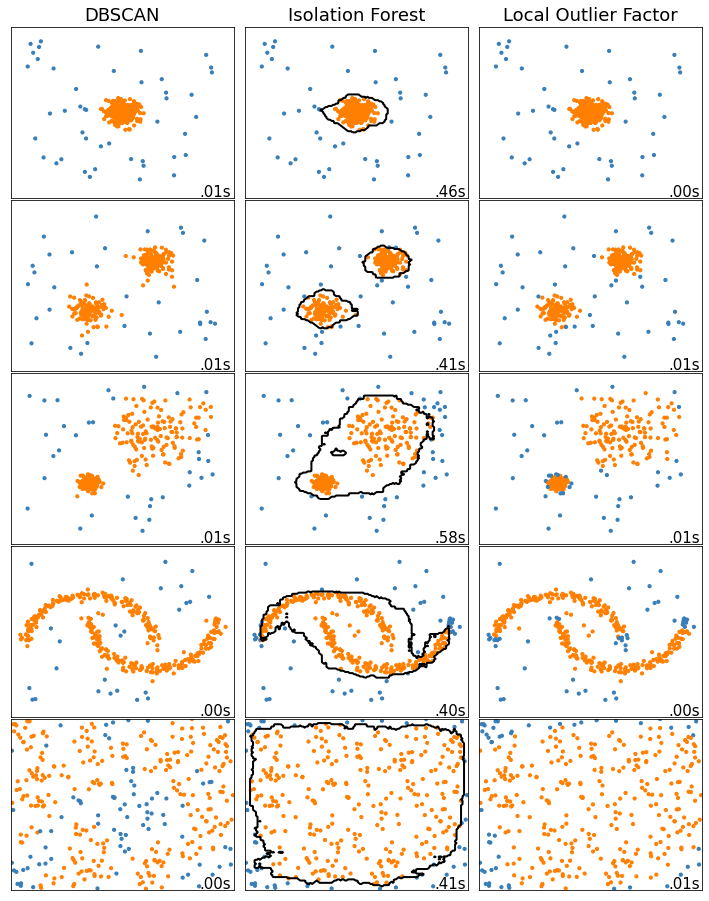 DBSCAN Isolation Forest Local Outlier Factor
.01s .46s .00s
.01s .41s .01s
.01s .58s .01s
.00s .40s .00s
.00s .41s .01s